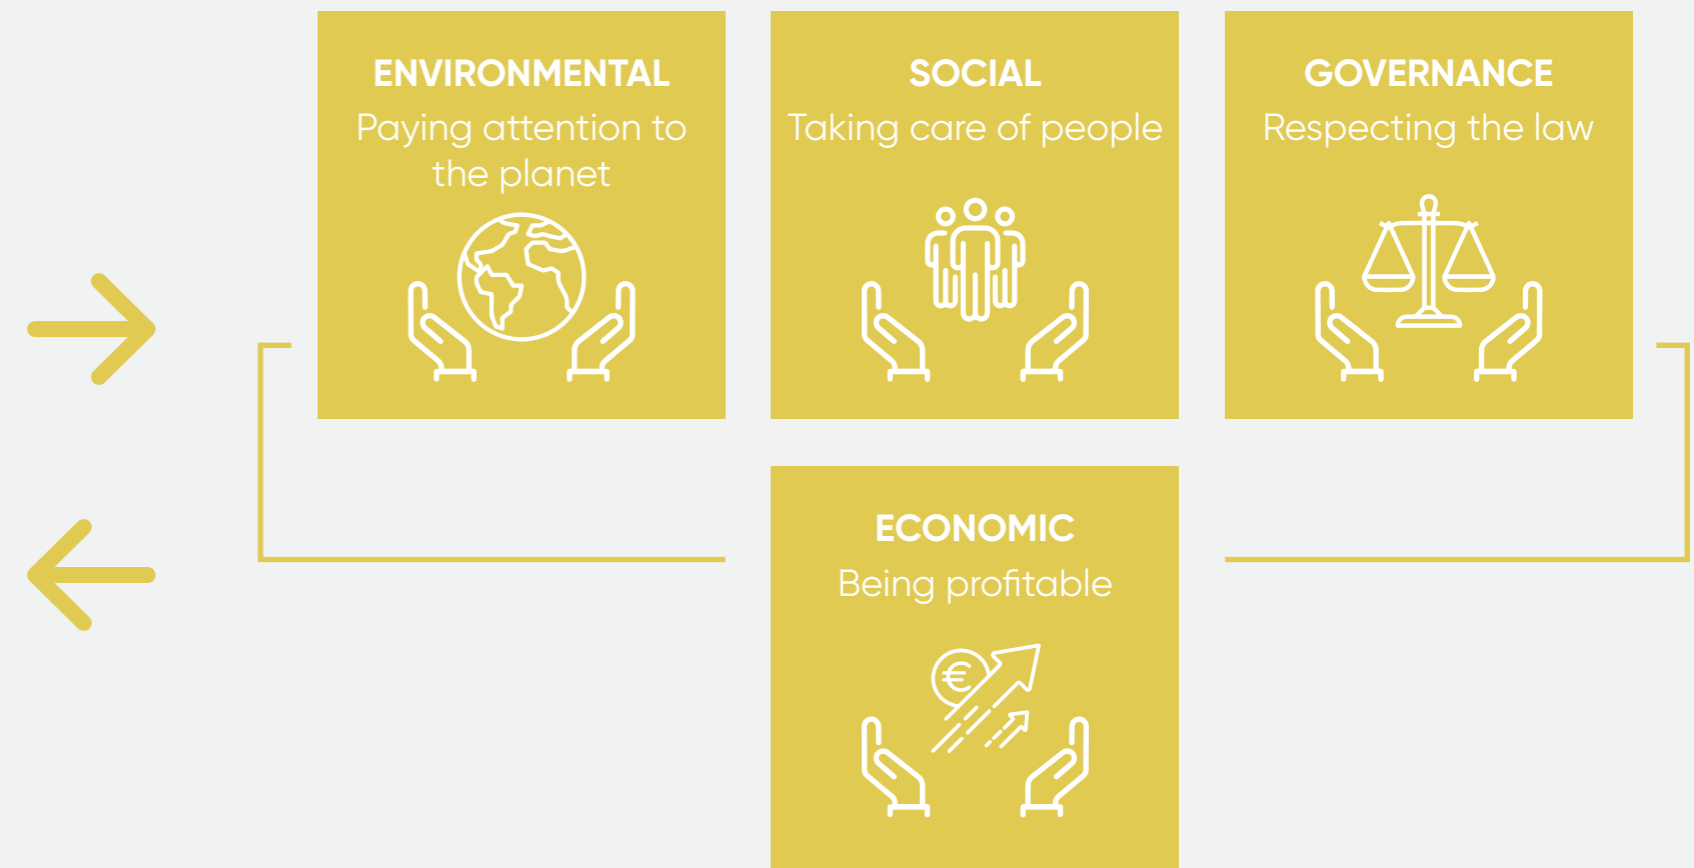 ENVIRONMENTAL
Paying attention to
the planet
SOCIAL
Taking care of people
GOVERNANCE
Respecting the law
ECONOMIC
Being profitable
€